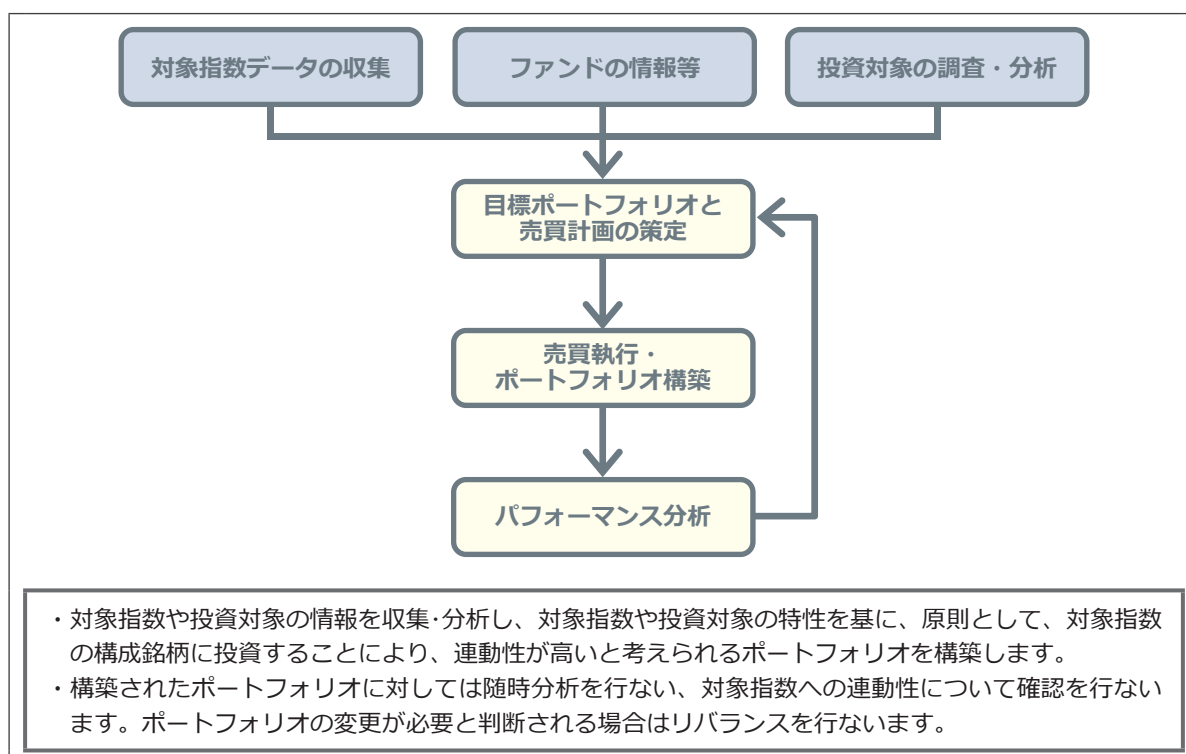 対象指数データの収集
ファンドの情報等
投資対象の調査・分析
目標ポートフォリオと
売買計画の策定
売買執行・
ポートフォリオ構築
パフォーマンス分析
・対象指数や投資対象の情報を収集・分析し、対象指数や投資対象の特性を基に、原則として、対象指数
の構成銘柄に投資することにより、連動性が高いと考えられるポートフォリオを構築します。
・構築されたポートフォリオに対しては随時分析を行ない、対象指数への連動性について確認を行ない
ます。ポートフォリオの変更が必要と判断される場合はリバランスを行ないます。